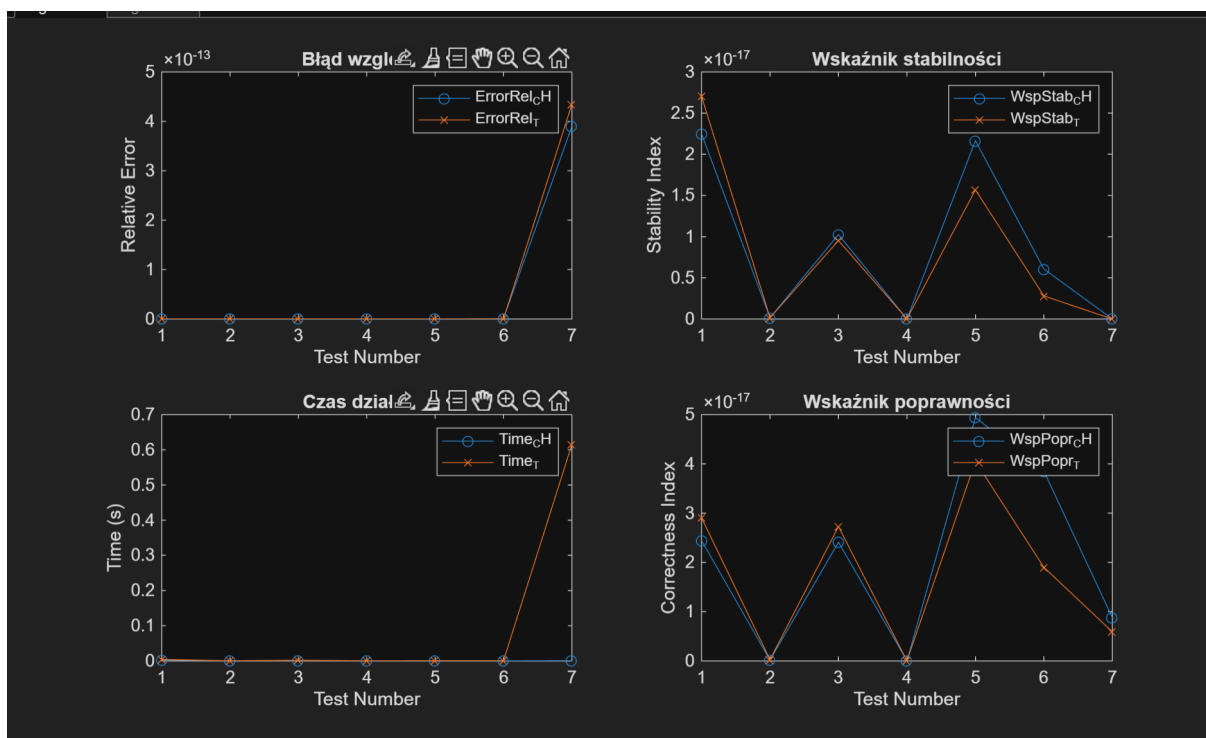 ×10⁻¹³
Błąd wzglę
5
4
3
2
1
0
Relative Error
ErrorRel_CH
ErrorRel_T
1 2 3 4 5 6 7
Test Number
×10⁻¹⁷
Wskaźnik stabilności
3
2.5
2
1.5
1
0.5
0
Stability Index
WspStab_CH
WspStab_T
1 2 3 4 5 6 7
Test Number
Czas dział
0.7
0.6
0.5
0.4
0.3
0.2
0.1
0
Time (s)
Time_CH
Time_T
1 2 3 4 5 6 7
Test Number
×10⁻¹⁷
Wskaźnik poprawności
5
4
3
2
1
0
Correctness Index
WspPopr_CH
WspPopr_T
1 2 3 4 5 6 7
Test Number